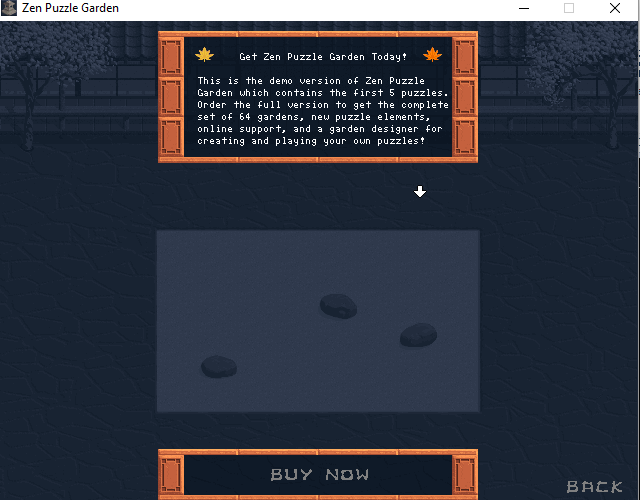 Zen Puzzle Garden
Get Zen Puzzle Garden Today!
This is the demo version of Zen Puzzle
Garden which contains the first 5 puzzles.
Order the full version to get the complete
set of 64 gardens, new puzzle elements,
online support, and a garden designer for
creating and playing your own puzzles!
BUY NOW
BACK